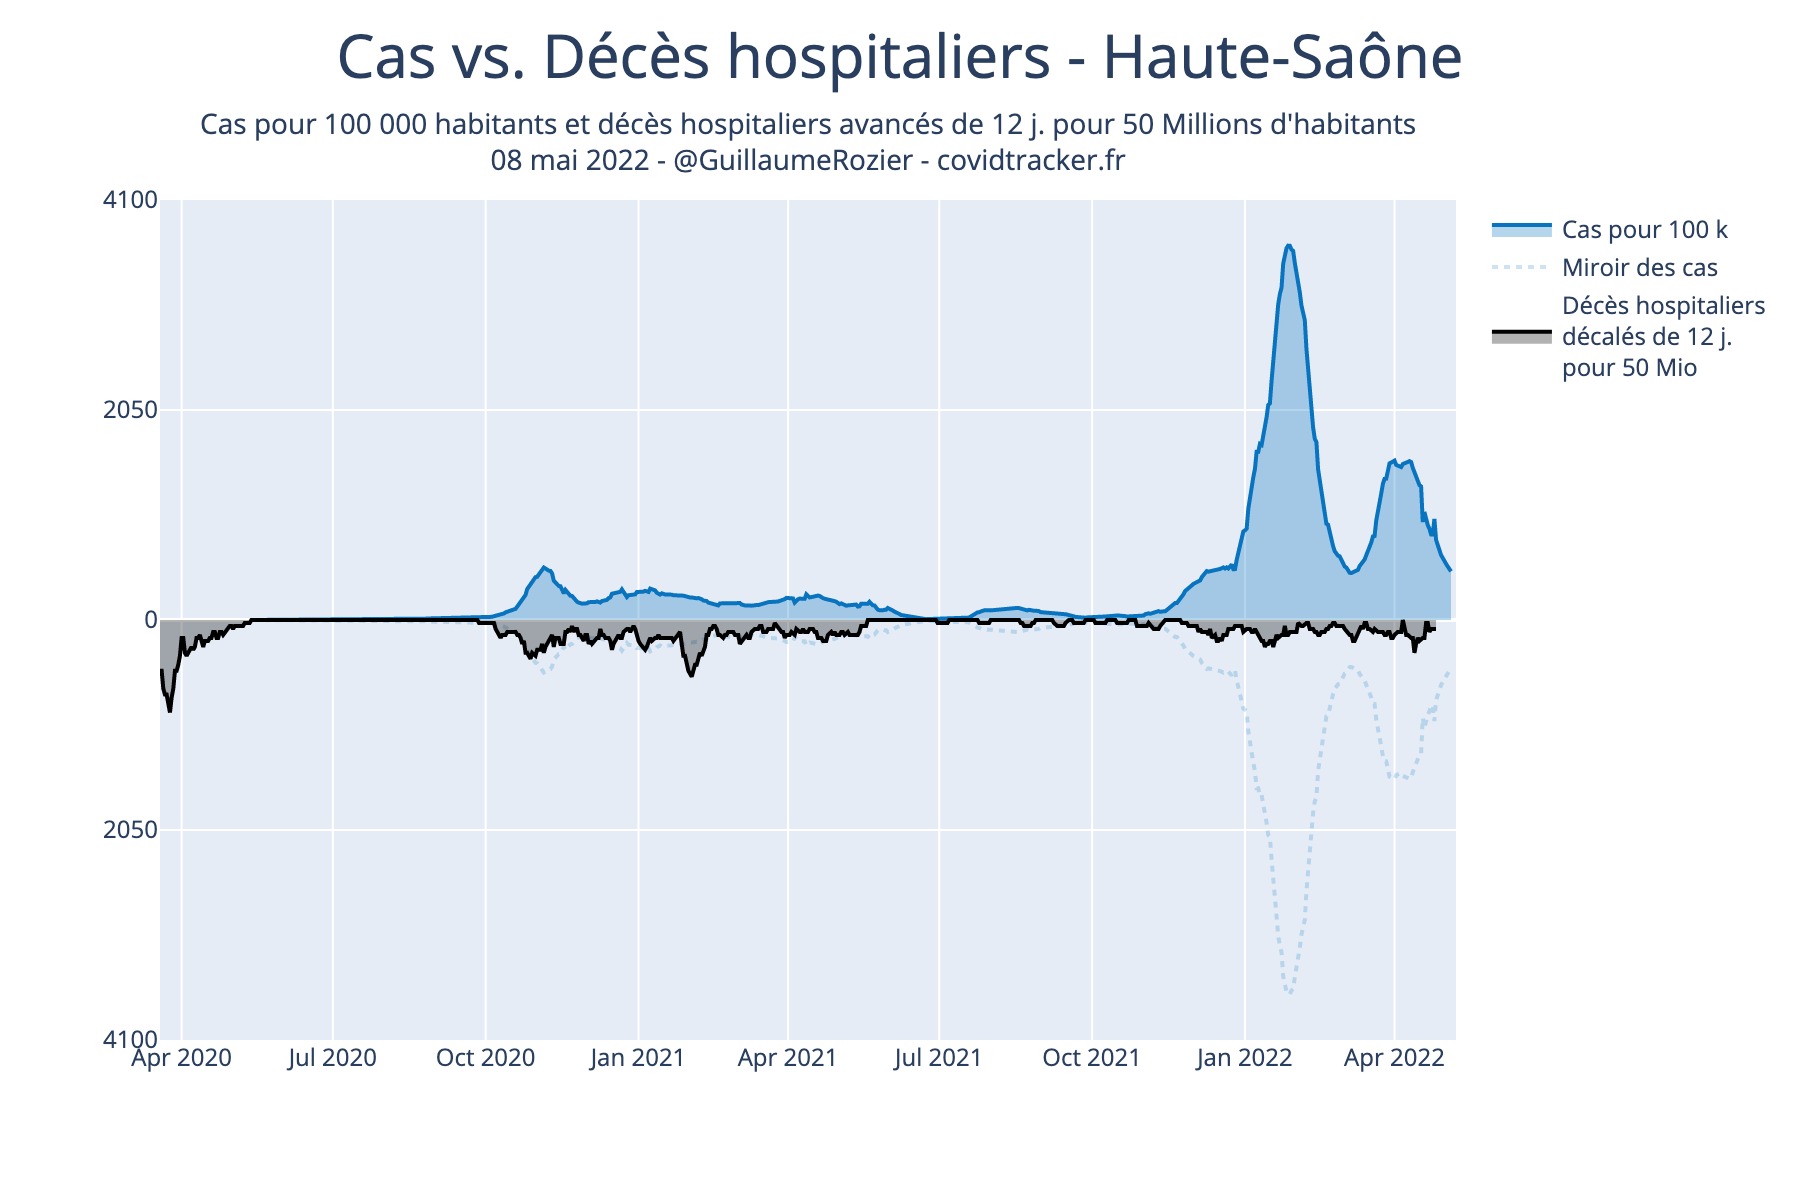 Cas vs. Décès hospitaliers - Haute-Saône
Cas pour 100 000 habitants et décès hospitaliers avancés de 12 j. pour 50 Millions d'habitants
08 mai 2022 - @GuillaumeRozier - covidtracker.fr
4100
2050
0
2050
4100
Apr 2020
Jul 2020
Oct 2020
Jan 2021
Apr 2021
Jul 2021
Oct 2021
Jan 2022
Apr 2022
Cas pour 100 k
Miroir des cas
Décès hospitaliers
décalés de 12 j.
pour 50 Mio